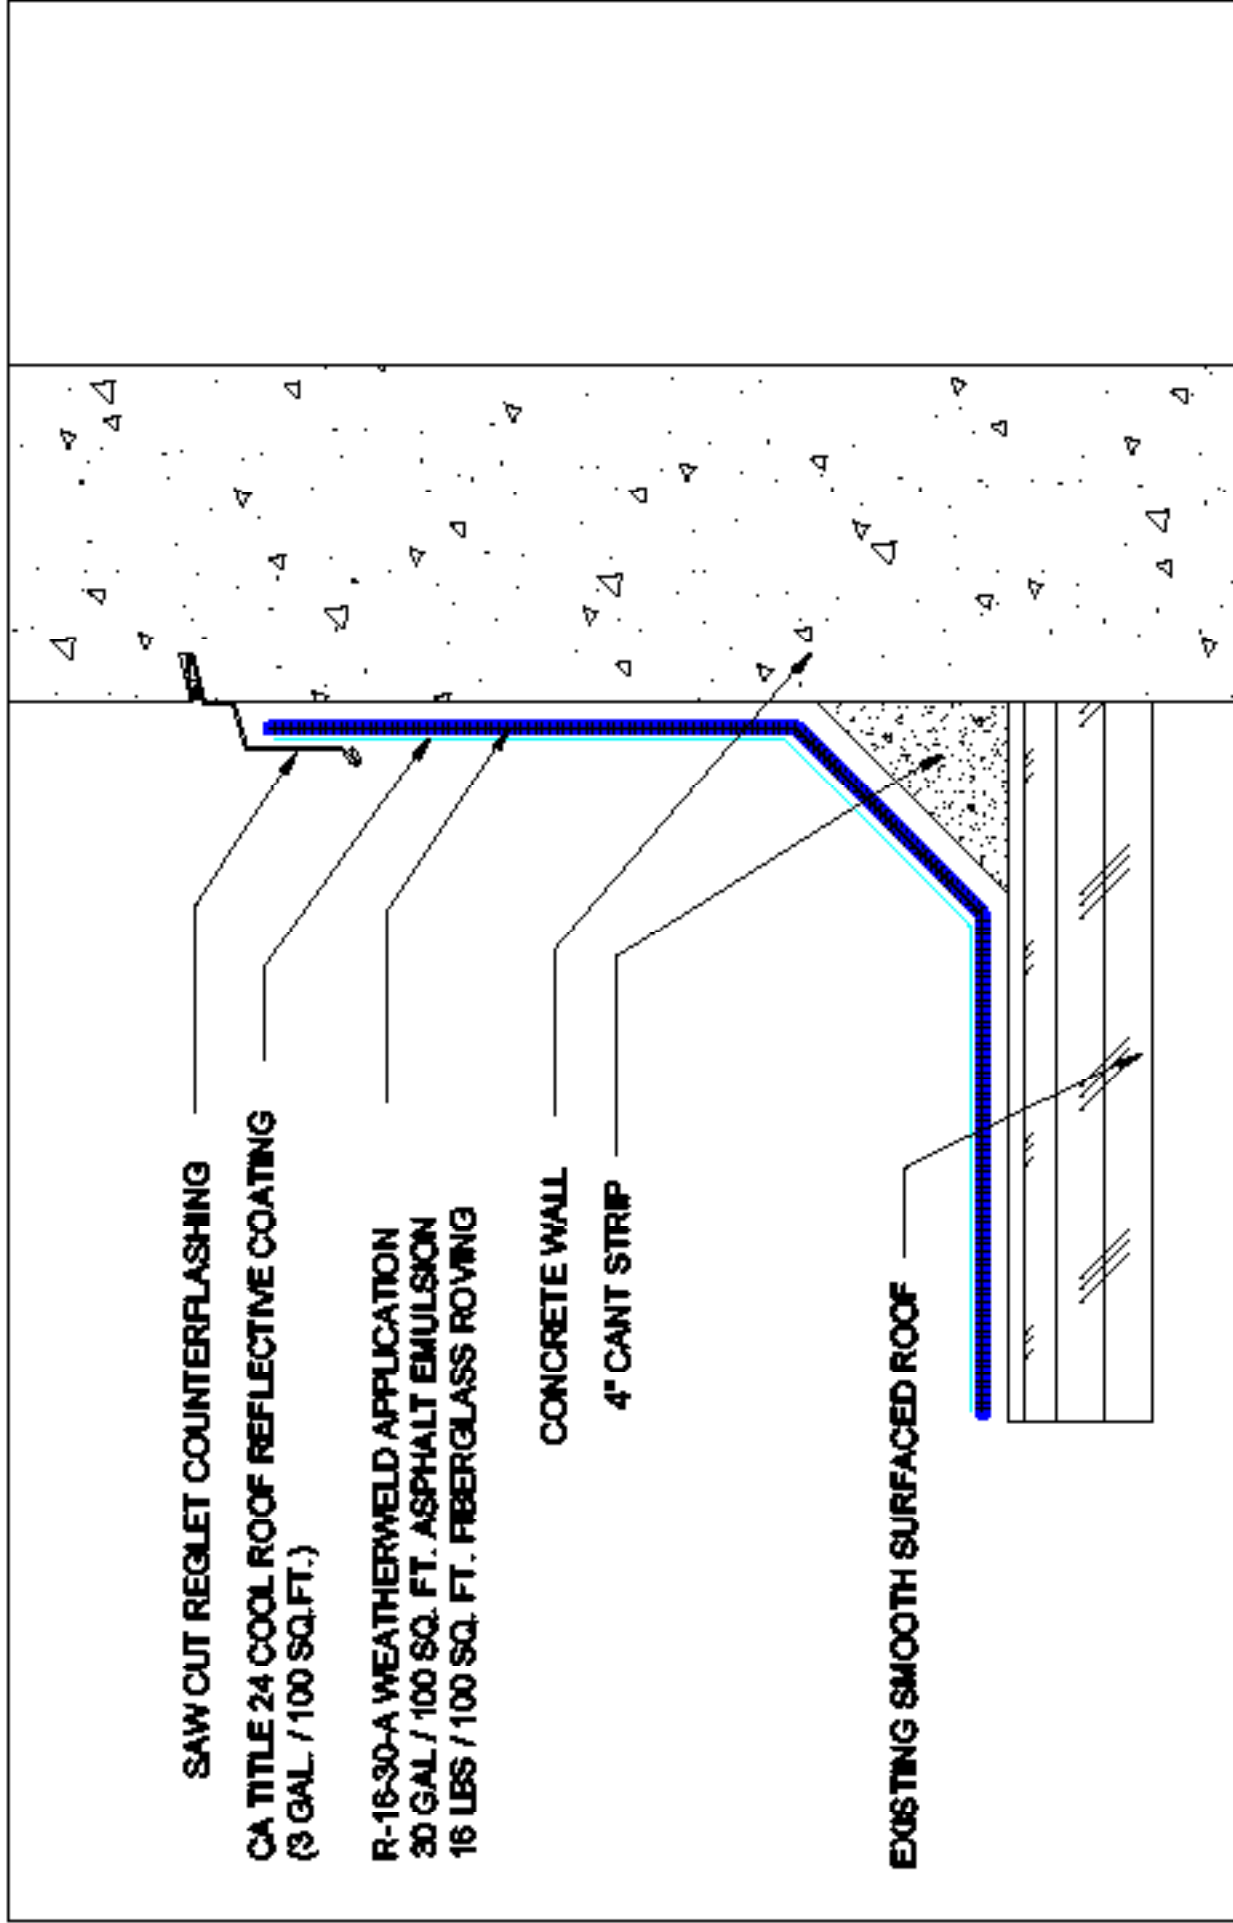 SAW CUT REGLET COUNTERFLASHING
CA TITLE 24 COOL ROOF REFLECTIVE COATING
(3 GAL. / 100 SQ.FT.)
R-16-30-A WEATHERWELD APPLICATION
30 GAL / 100 SQ. FT. ASPHALT EMULSION
16 LBS / 100 SQ. FT. FIBERGLASS ROVING
CONCRETE WALL
4" CANT STRIP
EXISTING SMOOTH SURFACED ROOF